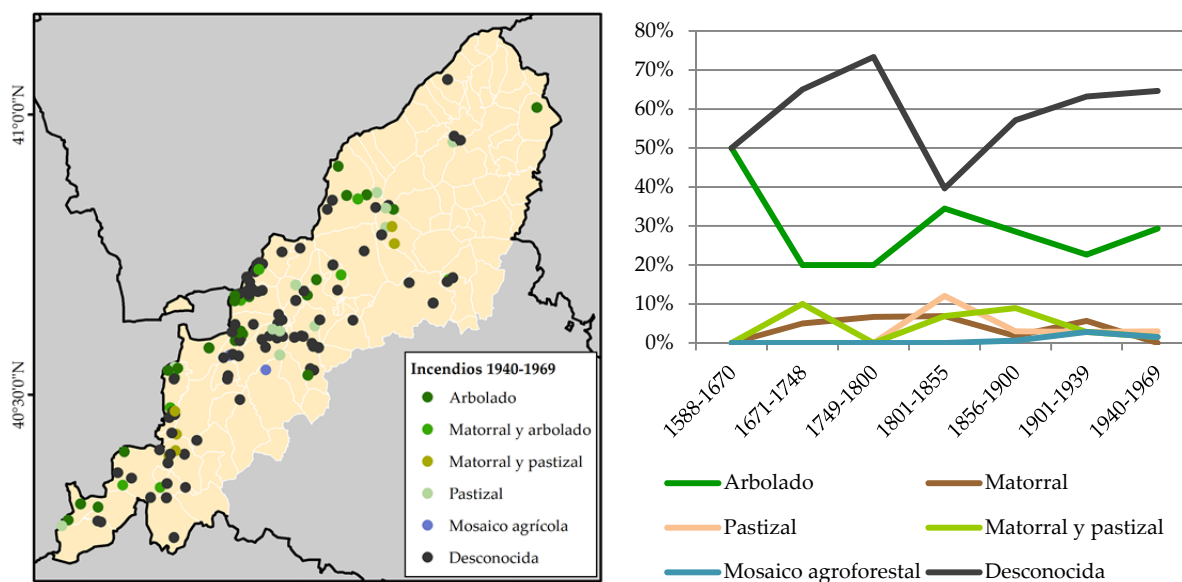 41°0'0"N
40°30'0"N
Incendios 1940-1969
Arbolado
Matorral y arbolado
Matorral y pastizal
Pastizal
Mosaico agrícola
Desconocida
80%
70%
60%
50%
40%
30%
20%
10%
0%
1588-1670
1671-1748
1749-1800
1801-1855
1856-1900
1901-1939
1940-1969
Arbolado
Matorral
Pastizal
Matorral y pastizal
Mosaico agroforestal
Desconocida